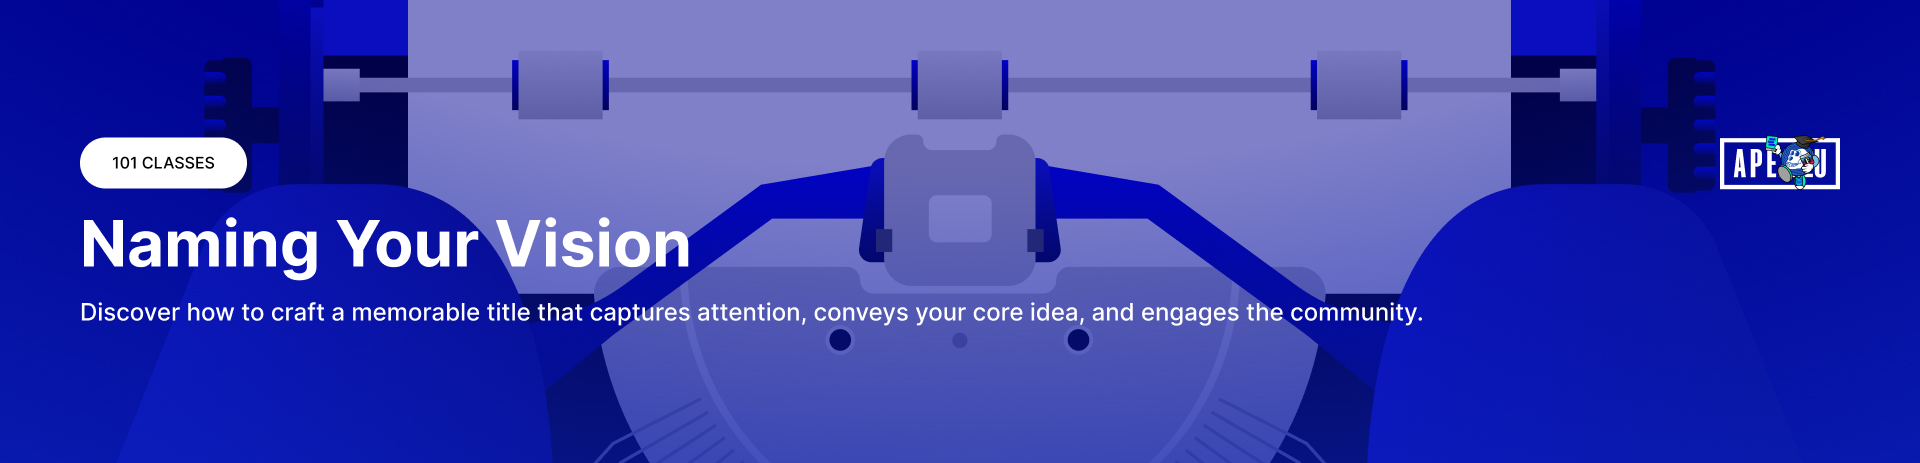 101 CLASSES
APE U
Naming Your Vision
Discover how to craft a memorable title that captures attention, conveys your core idea, and engages the community.